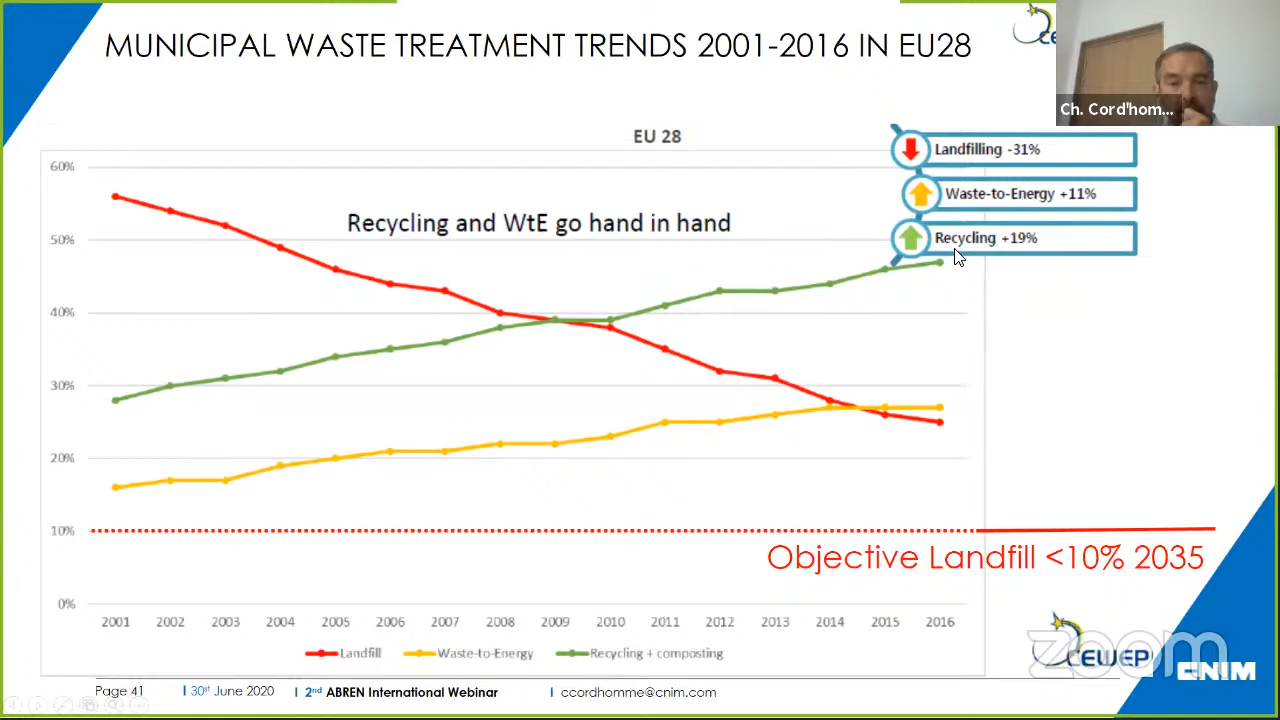 MUNICIPAL WASTE TREATMENT TRENDS 2001-2016 IN EU28
Ch. Cord'hom...
EU 28
Landfilling -31%
Waste-to-Energy +11%
Recycling +19%
Recycling and WtE go hand in hand
60%
50%
40%
30%
20%
10%
0%
Objective Landfill <10% 2035
2001 2002 2003 2004 2005 2006 2007 2008 2009 2010 2011 2012 2013 2014 2015 2016
Landfill Waste-to-Energy Recycling + composting
zoom
CEWEP
CNIM
Page 41 30st June 2020 2nd ABREN International Webinar ccordhomme@cnim.com